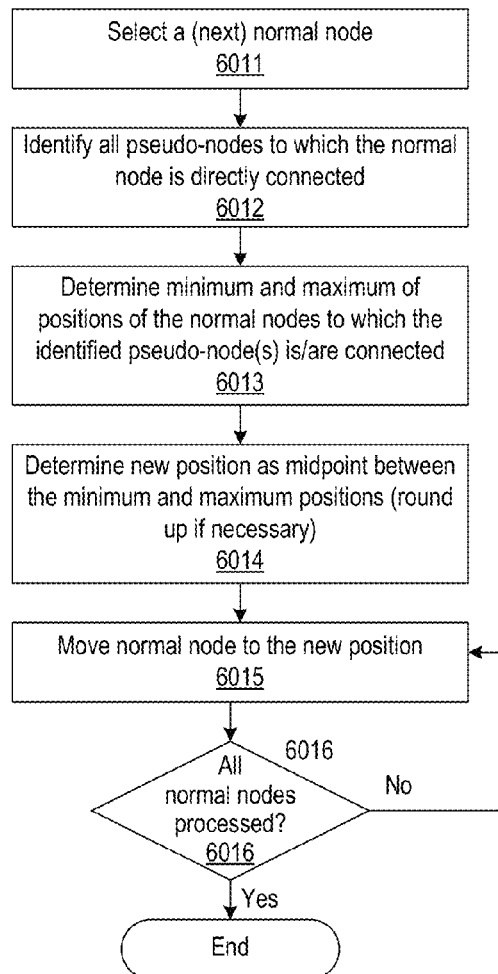 Select a (next) normal node
6011
Identify all pseudo-nodes to which the normal
node is directly connected
6012
Determine minimum and maximum of
positions of the normal nodes to which the
identified pseudo-node(s) is/are connected
6013
Determine new position as midpoint between
the minimum and maximum positions (round
up if necessary)
6014
Move normal node to the new position
6015
6016
All
normal nodes
processed?
6016
No
Yes
End